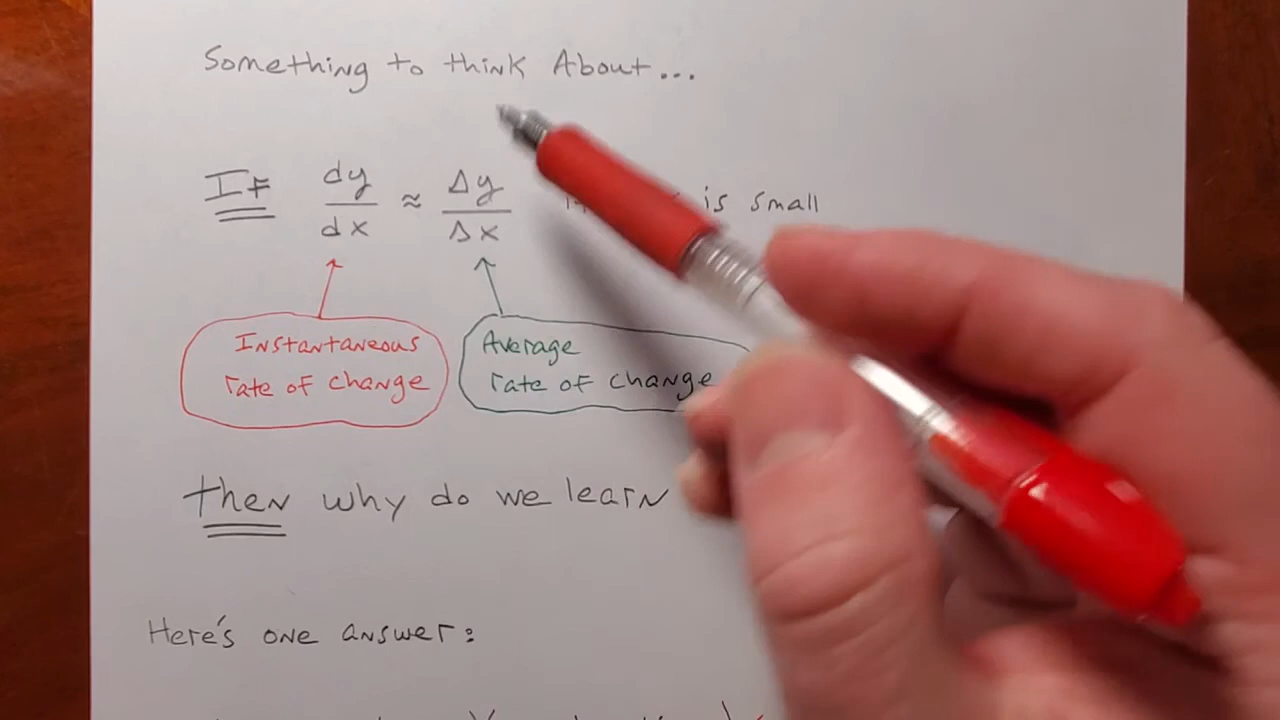 Something to think About...
If dy/dx ≈ Δy/Δx is small
Instantaneous
rate of change
Average
rate of change
then why do we learn
Here's one answer: